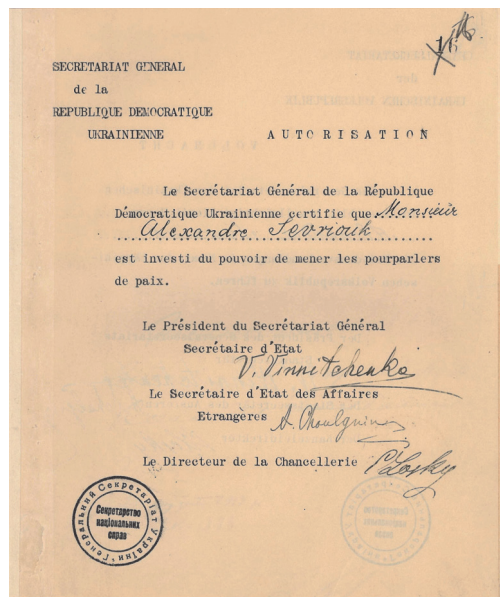 SECRETARIAT GENERAL
de la
REPUBLIQUE DEMOCRATIQUE
UKRAINIENNE
AUTORISATION
Le Secrétariat Général de la République
Démocratique Ukrainienne certifie que Monsieur
Alexandre Sevriouk
est investi du pouvoir de mener les pourparlers
de paix.
Le Président du Secrétariat Général
Secrétaire d'Etat
V. Vinnitchenko
Le Secrétaire d'Etat des Affaires
Etrangères A. Choulguine
Le Directeur de la Chancellerie
Генеральний Секретаріат України
Секретарство
національних
справ